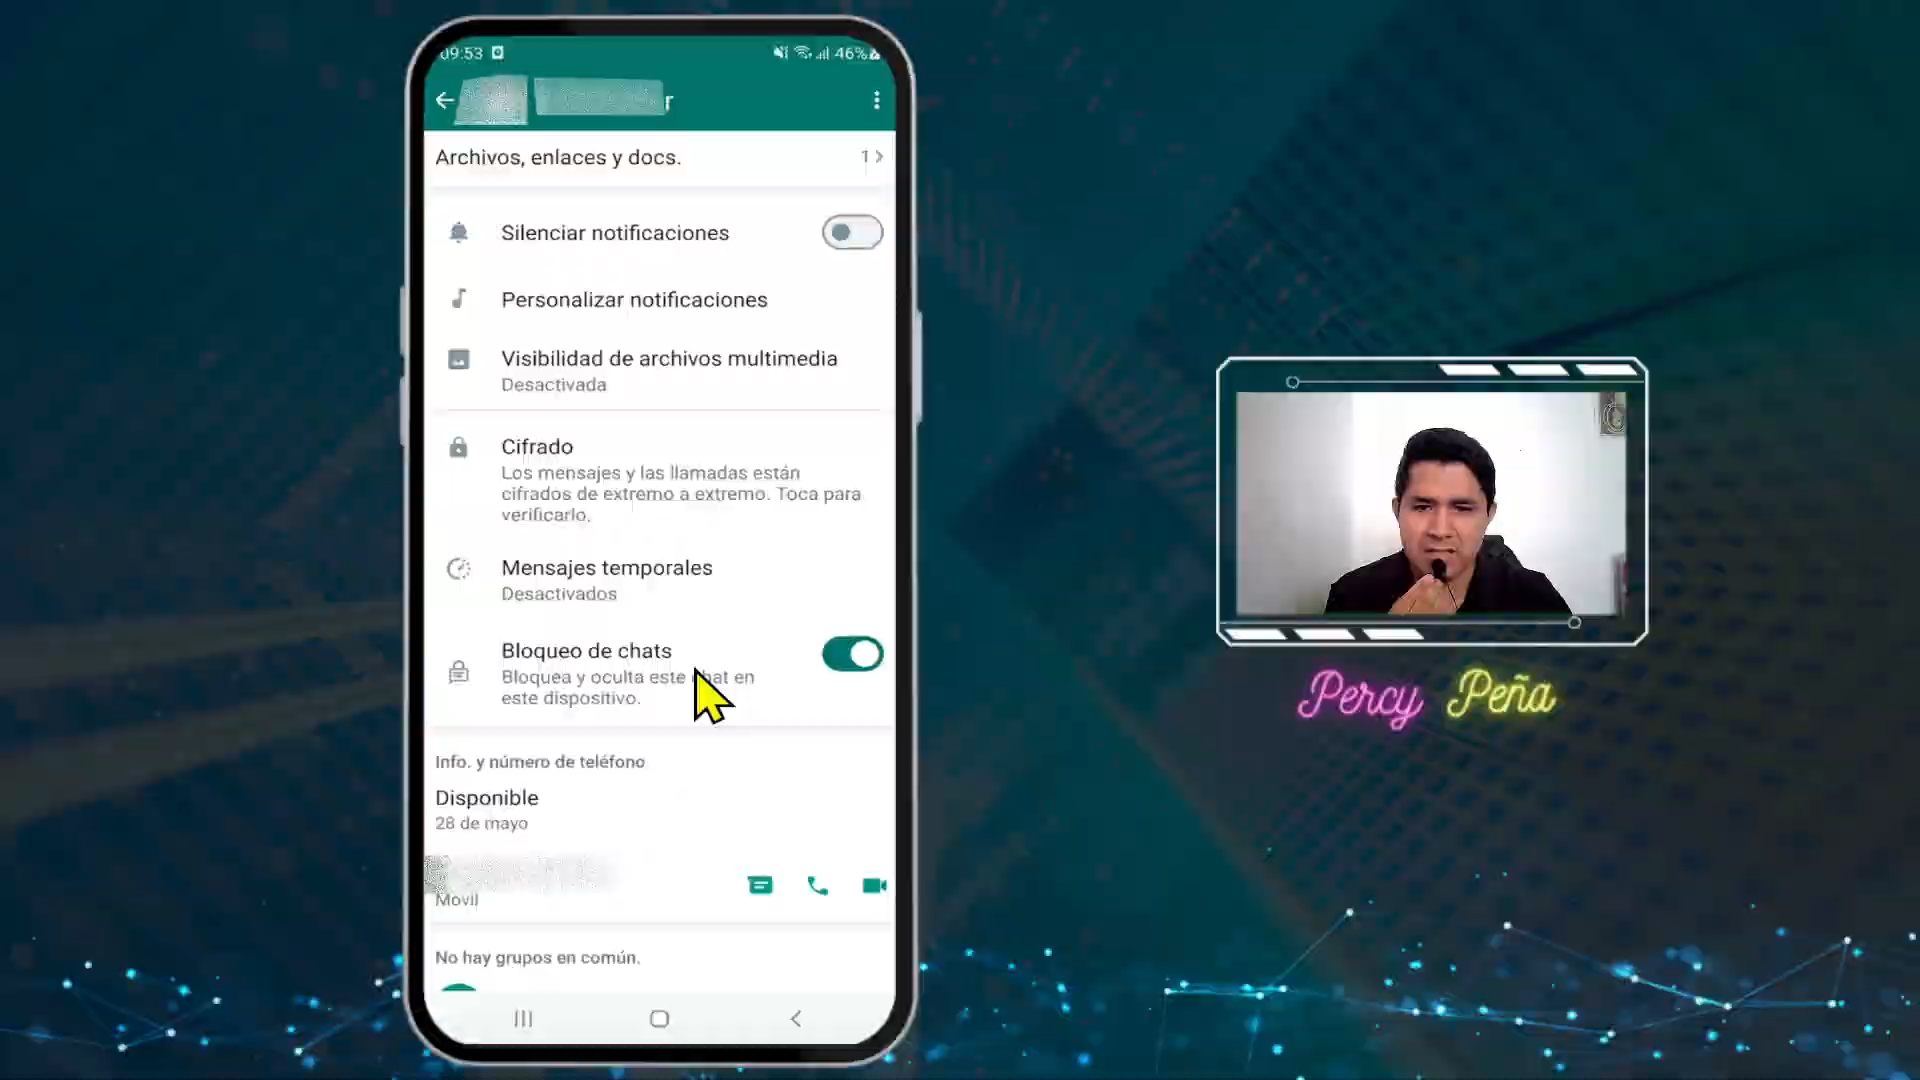 09:53
46%
r
Archivos, enlaces y docs.
1
Silenciar notificaciones
Personalizar notificaciones
Visibilidad de archivos multimedia
Desactivada
Cifrado
Los mensajes y las llamadas están
cifrados de extremo a extremo. Toca para
verificarlo.
Mensajes temporales
Desactivados
Bloqueo de chats
Bloquea y oculta este chat en
este dispositivo.
Info. y número de teléfono
Disponible
28 de mayo
Móvil
No hay grupos en común.
Percy Peña